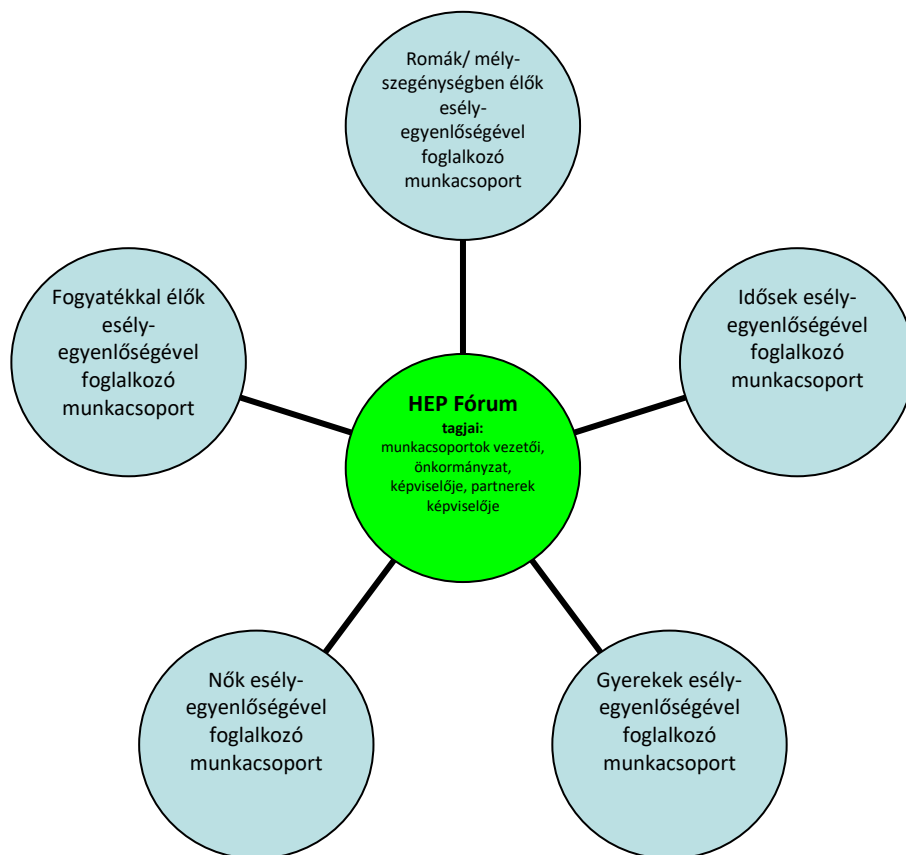 Romák/ mély-
szegénységben élők
esély-
egyenlőségével
foglalkozó
munkacsoport
Fogyatékkal élők
esély-
egyenlőségével
foglalkozó
munkacsoport
Idősek esély-
egyenlőségével
foglalkozó
munkacsoport
HEP Fórum
tagjai:
munkacsoportok vezetői,
önkormányzat,
képviselője, partnerek
képviselője
Nők esély-
egyenlőségével
foglalkozó
munkacsoport
Gyerekek esély-
egyenlőségével
foglalkozó
munkacsoport